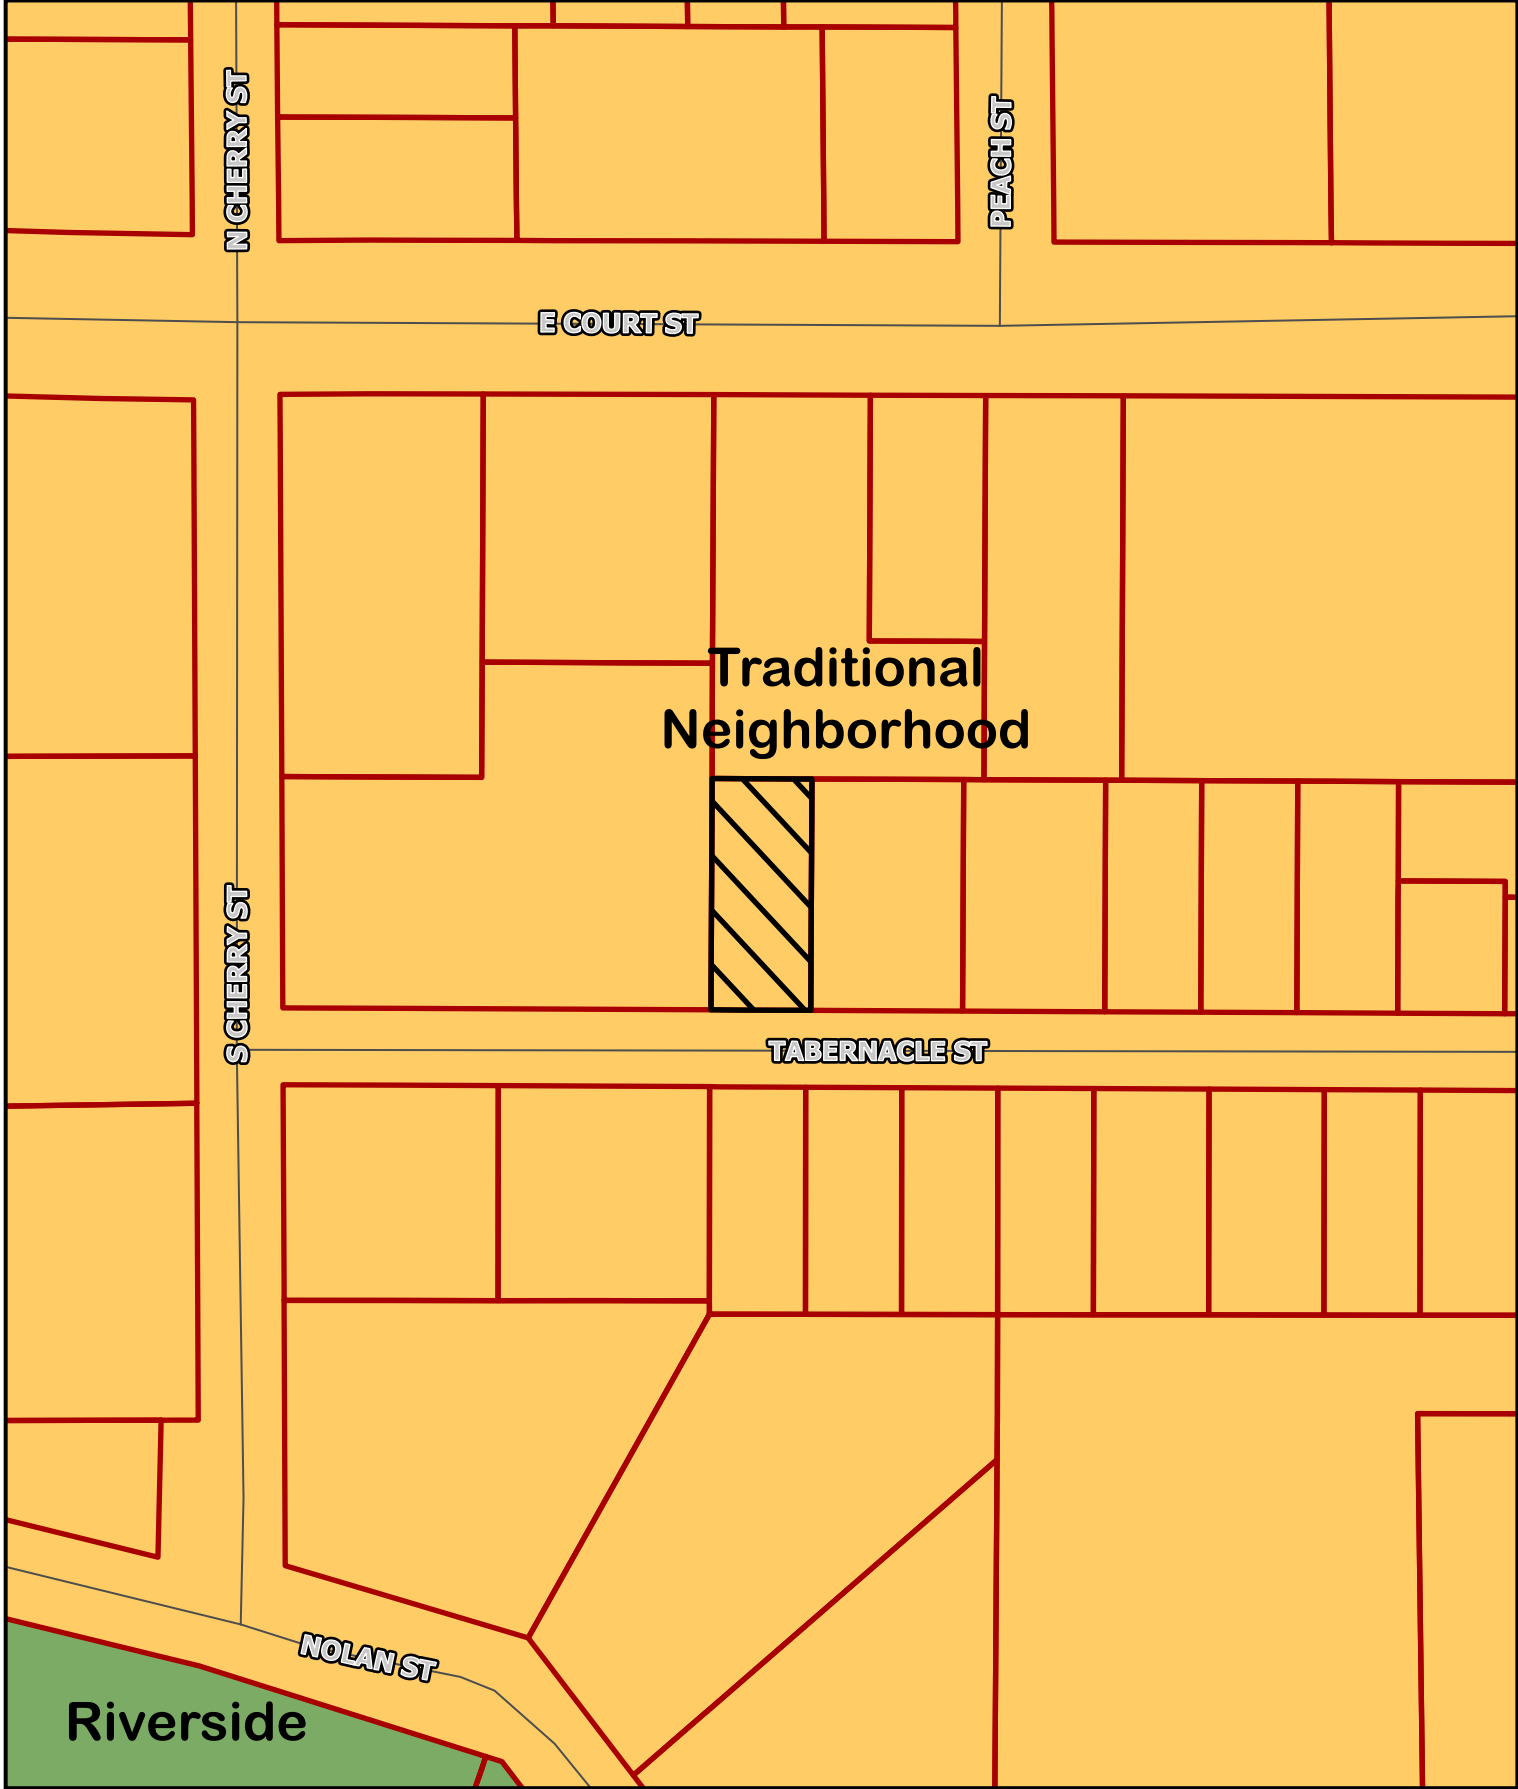 N CHERRY ST
PEACH ST
E COURT ST
Traditional
Neighborhood
S CHERRY ST
TABERNACLE ST
NOLAN ST
Riverside